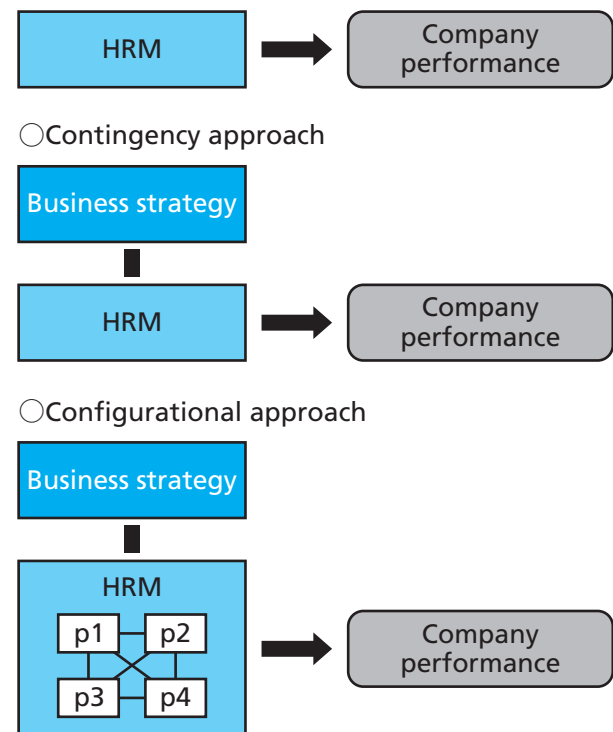 HRM
Company
performance
○Contingency approach
Business strategy
HRM
Company
performance
○Configurational approach
Business strategy
HRM
p1 p2
p3 p4
Company
performance